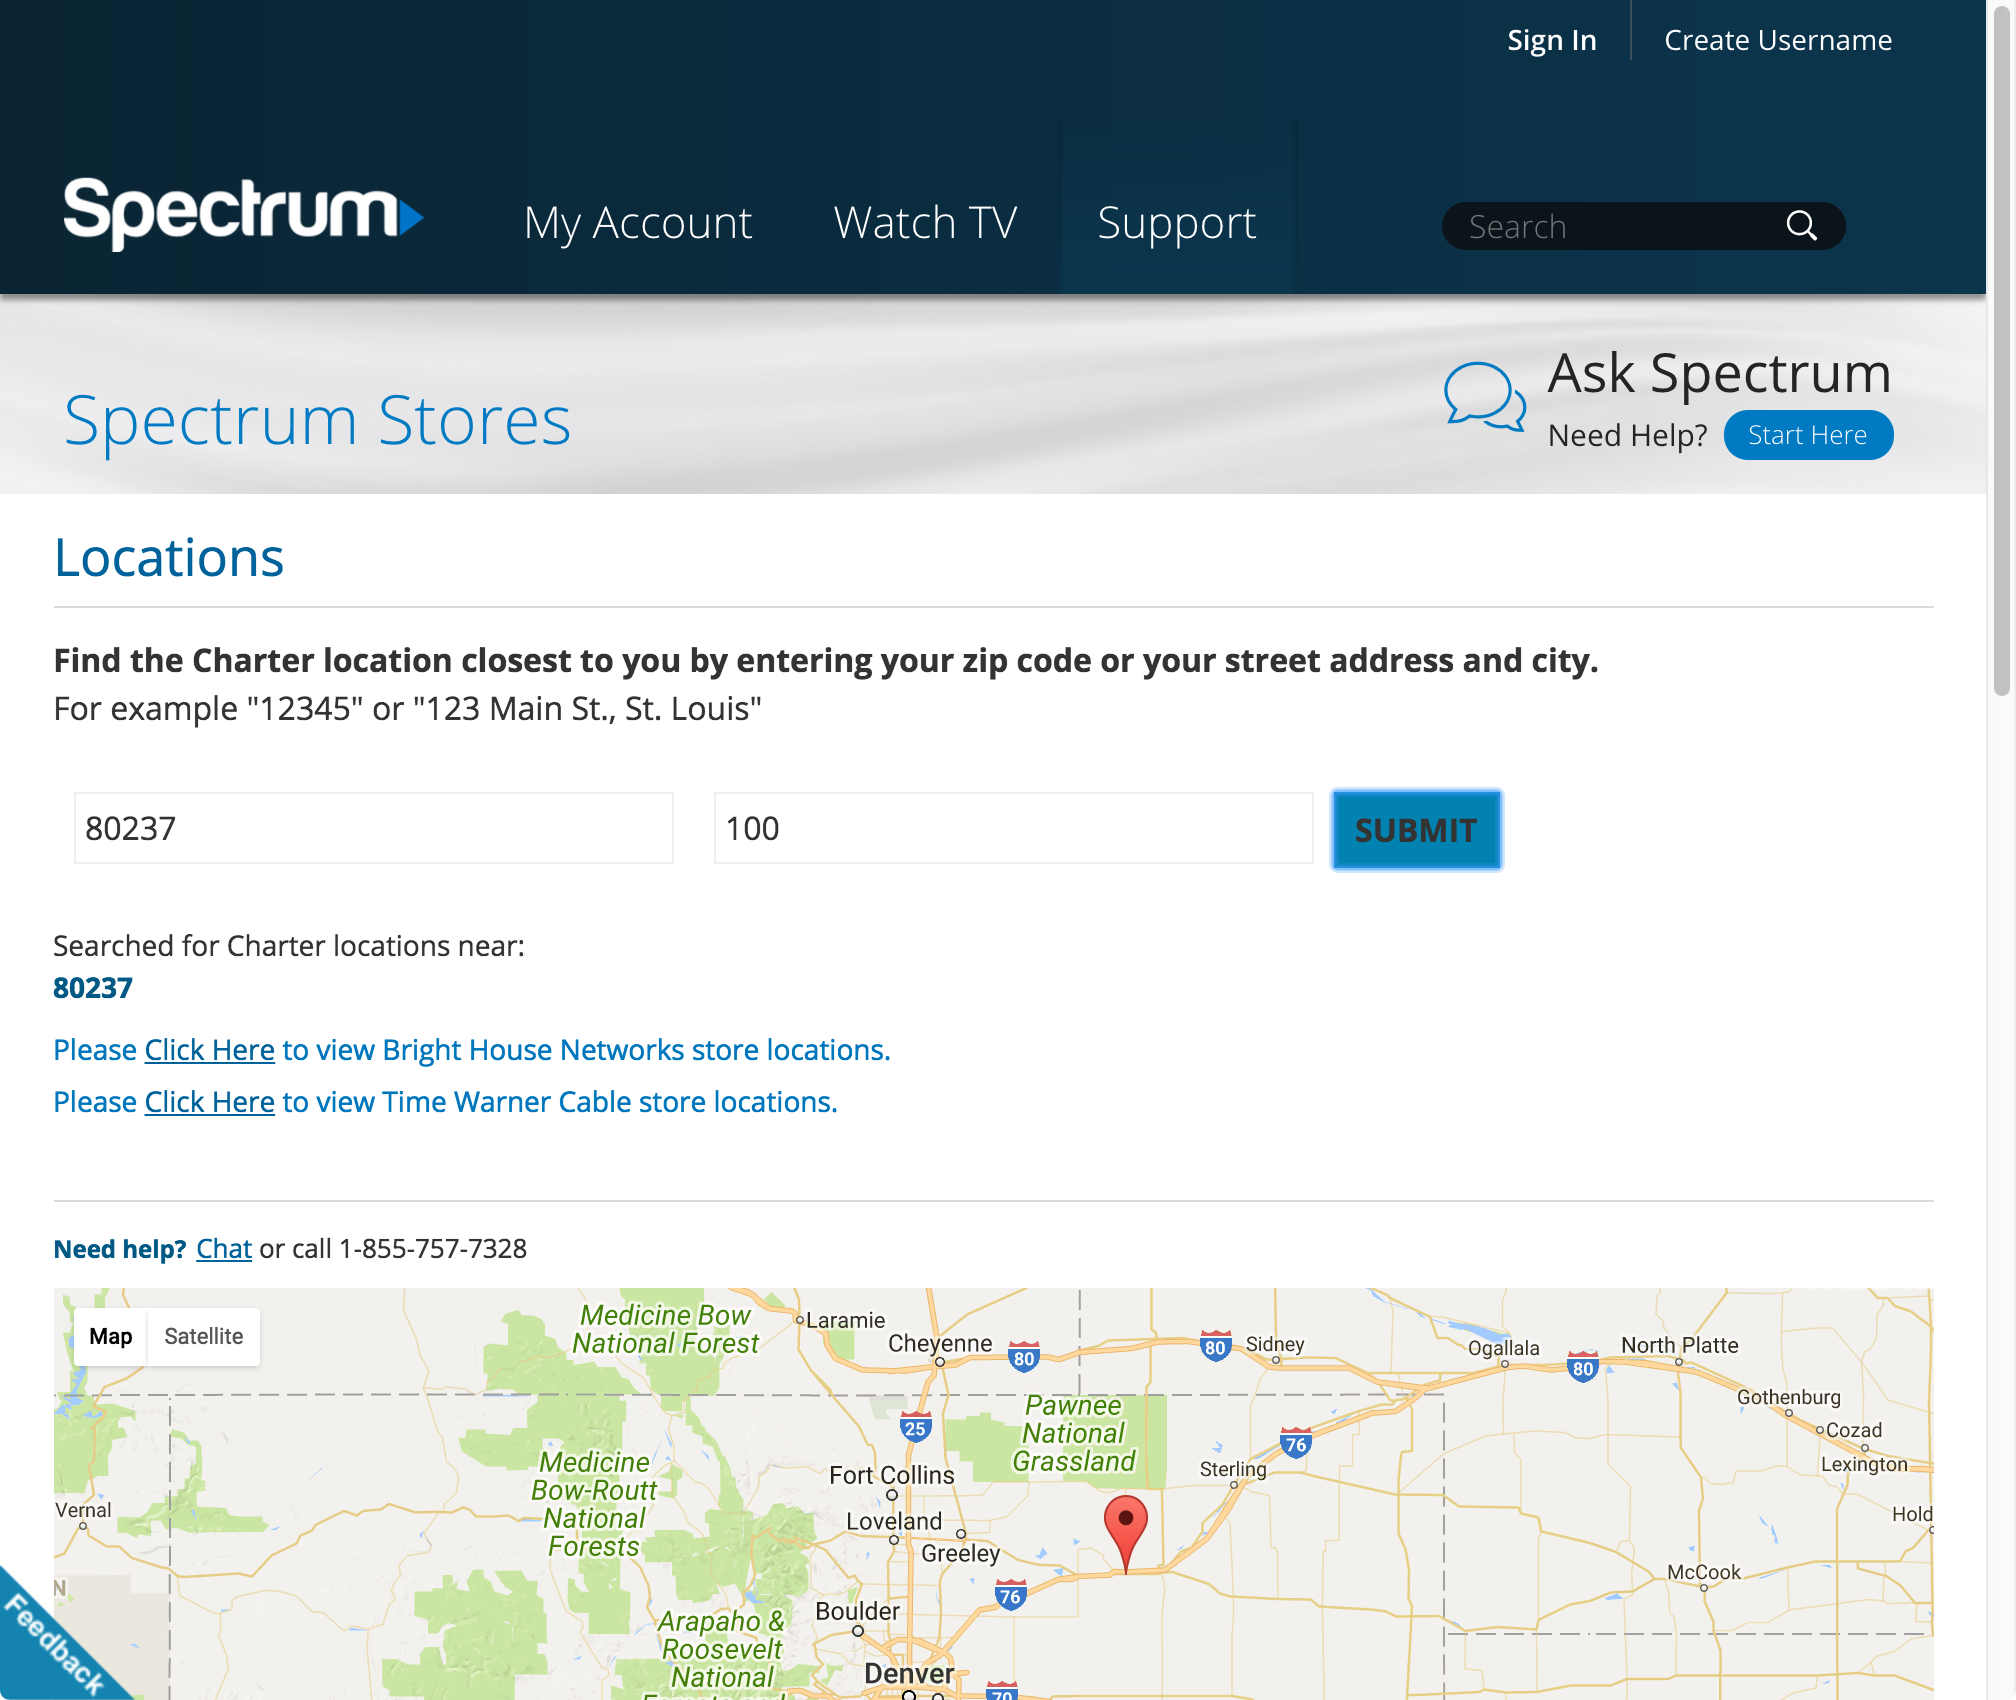 Sign In
Create Username
Spectrum
My Account
Watch TV
Support
Search
Spectrum Stores
Ask Spectrum
Need Help?
Start Here
Locations
Find the Charter location closest to you by entering your zip code or your street address and city.
For example "12345" or "123 Main St., St. Louis"
80237
100
SUBMIT
Searched for Charter locations near:
80237
Please Click Here to view Bright House Networks store locations.
Please Click Here to view Time Warner Cable store locations.
Need help? Chat or call 1-855-757-7328
Map
Satellite
Medicine Bow
National Forest
Laramie
Cheyenne
80
80
Sidney
Ogallala
80
North Platte
Gothenburg
Cozad
Lexington
25
Pawnee
National
Grassland
76
Sterling
Medicine
Bow-Routt
National
Forests
Fort Collins
Loveland
Greeley
Vernal
Hold
McCook
76
Boulder
Arapaho &
Roosevelt
National
Denver
70
N
Feedback